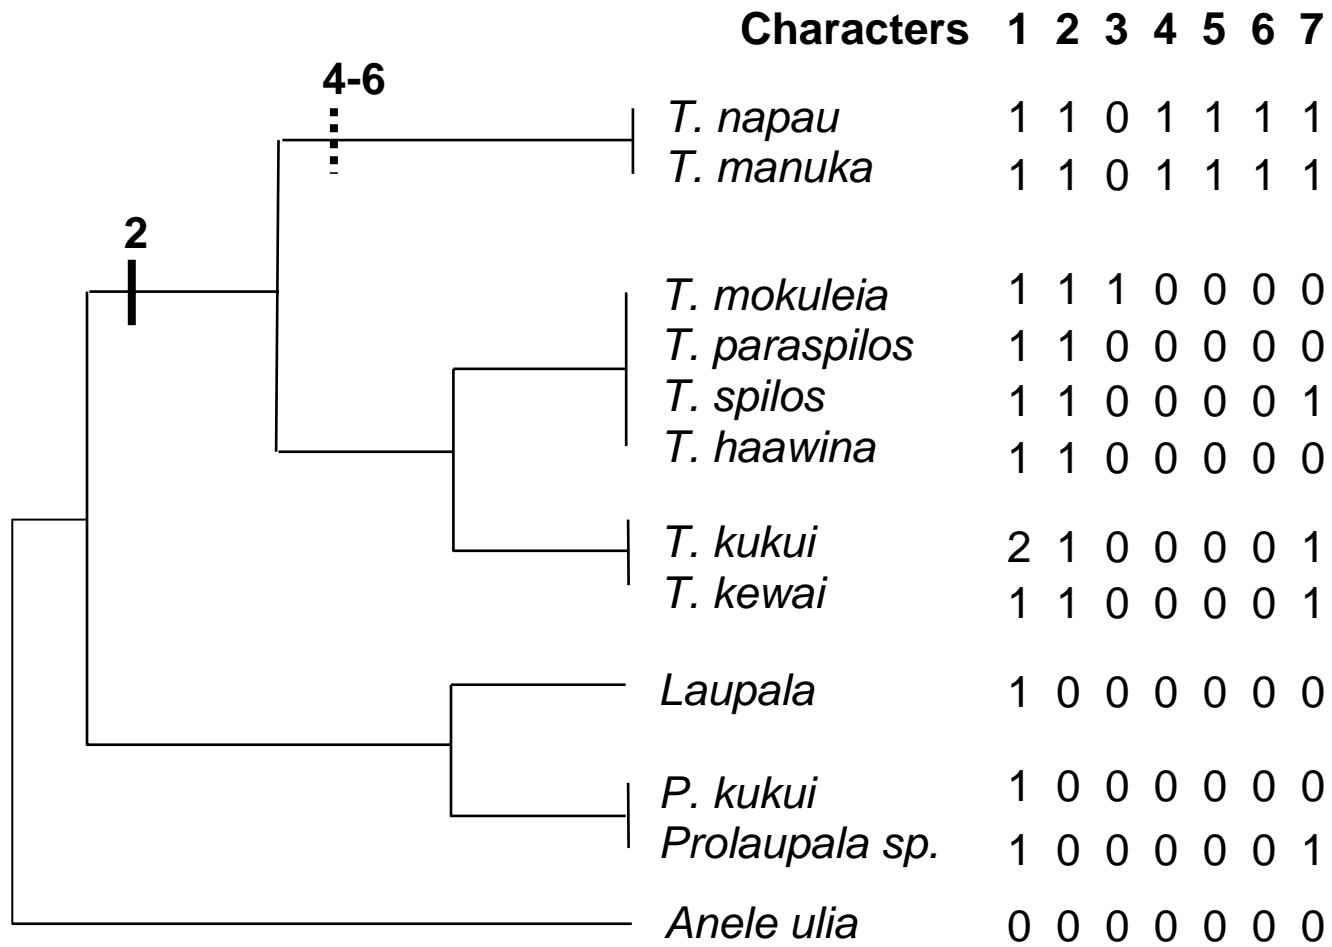 Characters 1 2 3 4 5 6 7
4-6
T. napau 1 1 0 1 1 1 1
T. manuka 1 1 0 1 1 1 1
2
T. mokuleia 1 1 1 0 0 0 0
T. paraspilos 1 1 0 0 0 0 0
T. spilos 1 1 0 0 0 0 1
T. haawina 1 1 0 0 0 0 0
T. kukui 2 1 0 0 0 0 1
T. kewai 1 1 0 0 0 0 1
Laupala 1 0 0 0 0 0 0
P. kukui 1 0 0 0 0 0 0
Prolaupala sp. 1 0 0 0 0 0 1
Anele ulia 0 0 0 0 0 0 0